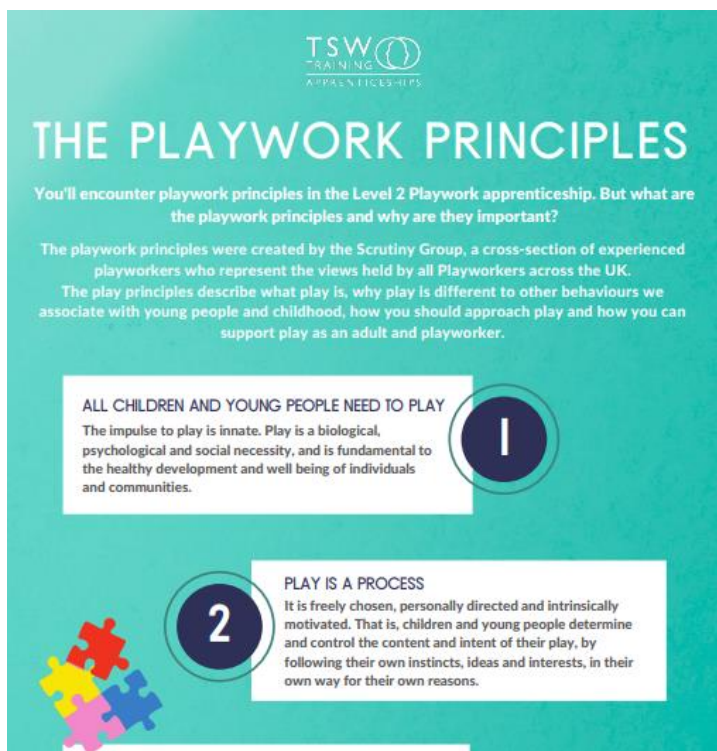 TSW
TRAINING
APPRENTICESHIPS
THE PLAYWORK PRINCIPLES
You'll encounter playwork principles in the Level 2 Playwork apprenticeship. But what are
the playwork principles and why are they important?
The playwork principles were created by the Scrutiny Group, a cross-section of experienced
playworkers who represent the views held by all Playworkers across the UK.
The play principles describe what play is, why play is different to other behaviours we
associate with young people and childhood, how you should approach play and how you can
support play as an adult and playworker.
ALL CHILDREN AND YOUNG PEOPLE NEED TO PLAY
The impulse to play is innate. Play is a biological,
psychological and social necessity, and is fundamental to
the healthy development and well being of individuals
and communities.
1
2
PLAY IS A PROCESS
It is freely chosen, personally directed and intrinsically
motivated. That is, children and young people determine
and control the content and intent of their play, by
following their own instincts, ideas and interests, in their
own way for their own reasons.